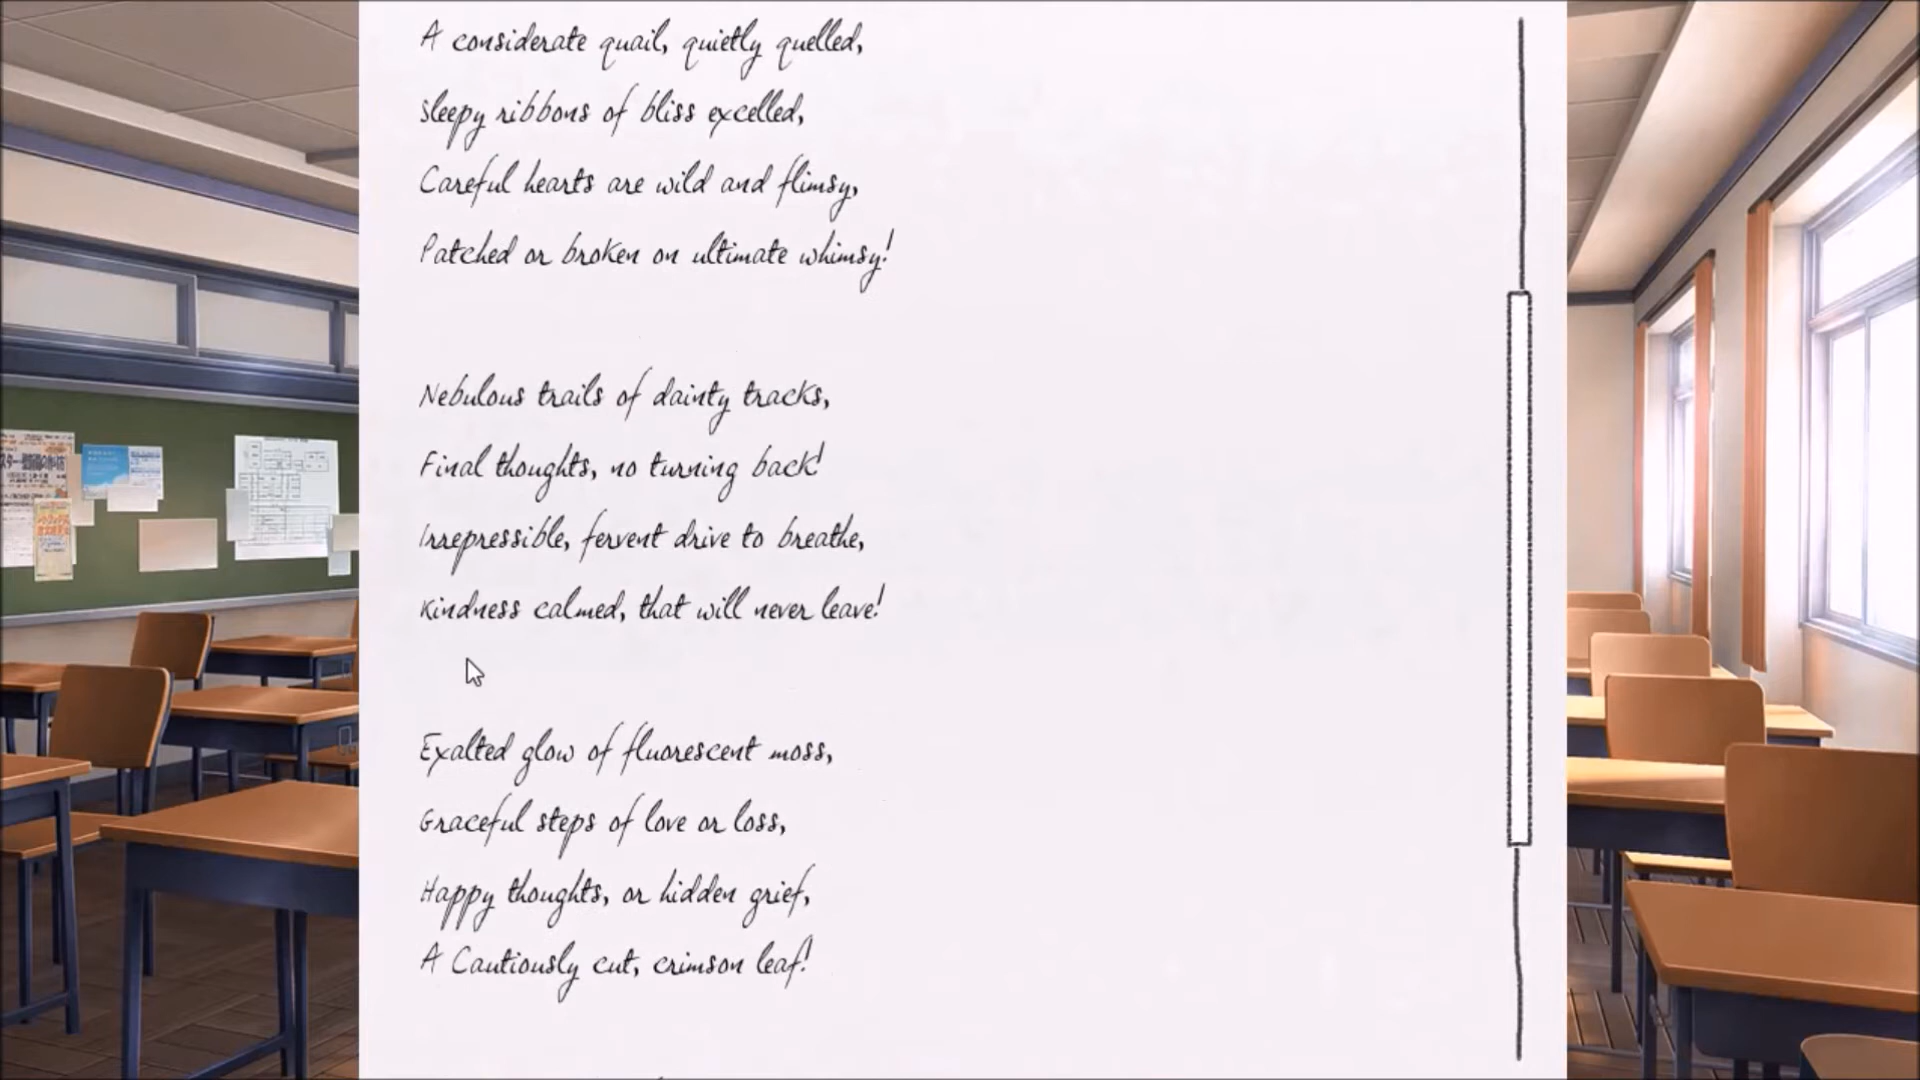 A considerate quail, quietly quelled,
Sleepy ribbons of bliss excelled,
Careful hearts are wild and flimsy,
Patched or broken on ultimate whimsy!
Nebulous trails of dainty tracks,
Final thoughts, no turning back!
Irrepressible, fervent drive to breathe,
Kindness calmed, that will never leave!
Exalted glow of fluorescent moss,
Graceful steps of love or loss,
Happy thoughts, or hidden grief,
A Cautiously cut, crimson leaf!